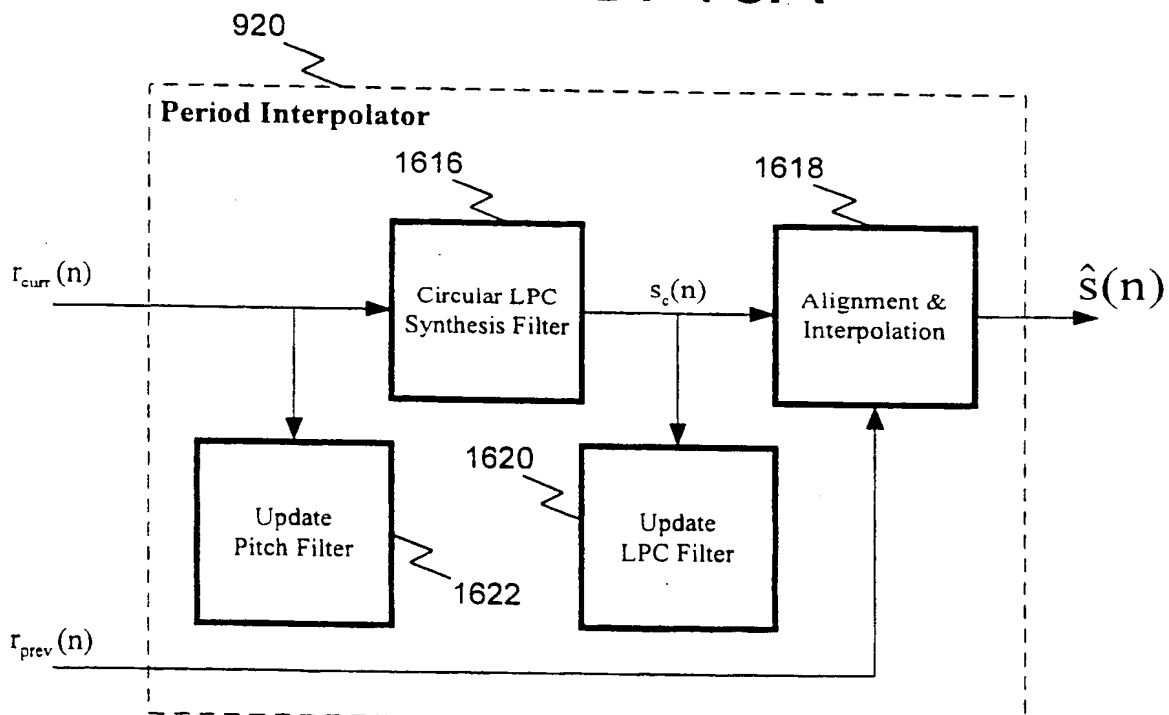 920
Period Interpolator
1616
1618
r_curr(n)
Circular LPC
Synthesis Filter
s_c(n)
Alignment &
Interpolation
ŝ(n)
1620
Update
Pitch Filter
Update
LPC Filter
1622
r_prev(n)